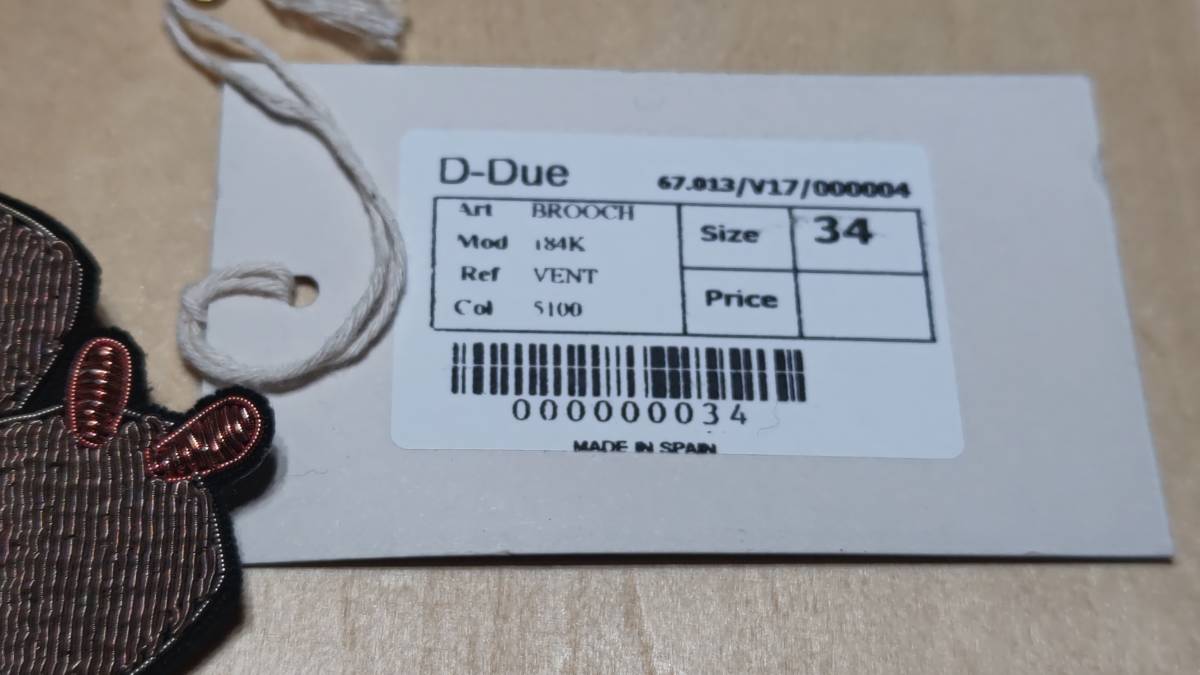 D-Due
67.013/V17/000004
Art BROOCH
Mod 184K
Ref VENT
Col 5100
Size 34
Price
000000034
MADE IN SPAIN